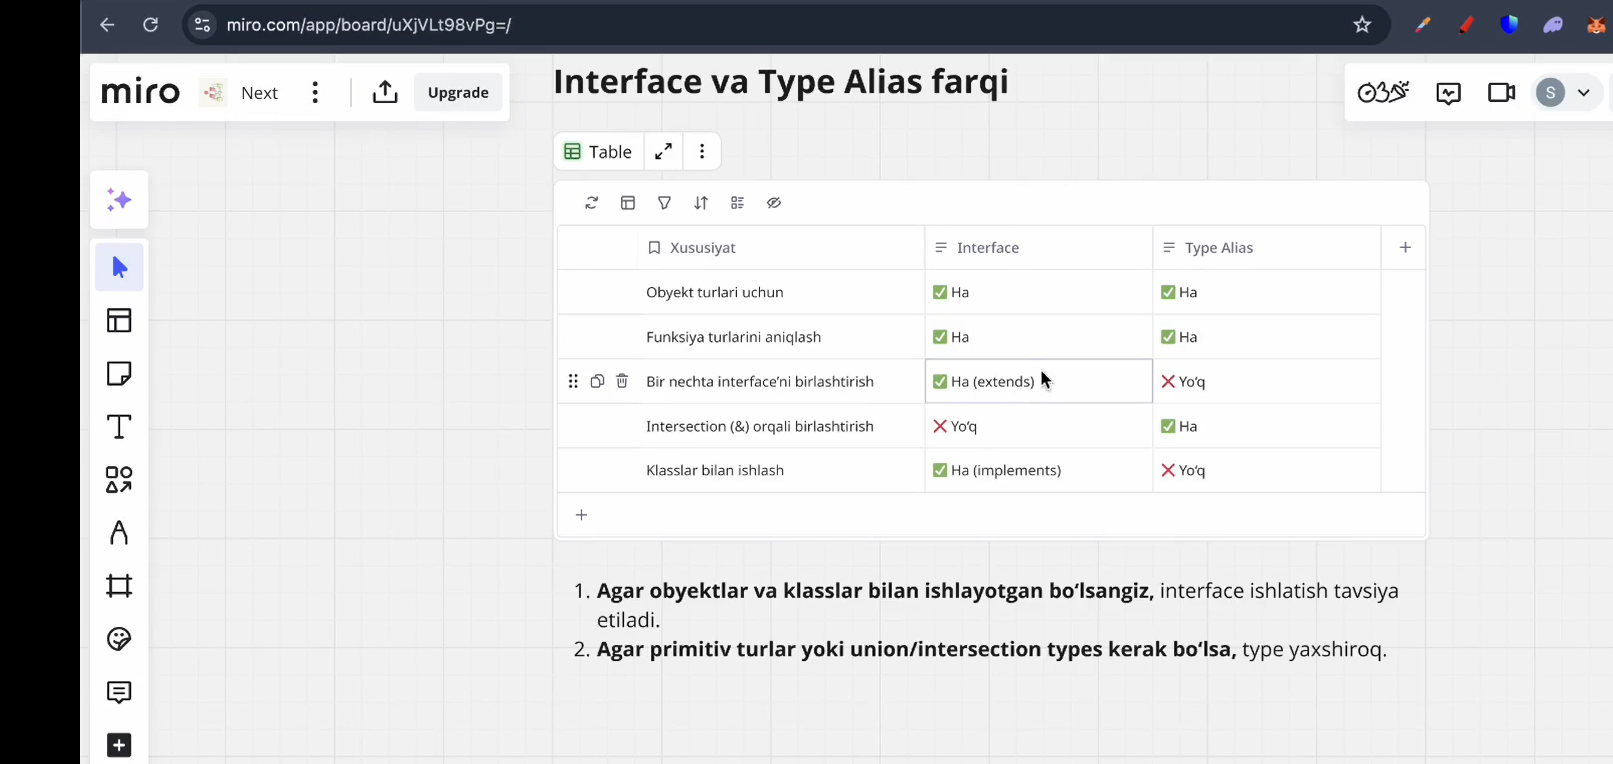 miro.com/app/board/uXjVLt98vPg=/
miro
Next
Upgrade
Interface va Type Alias farqi
S
Table
Xususiyat Interface Type Alias
Obyekt turlari uchun ✅ Ha ✅ Ha
Funksiya turlarini aniqlash ✅ Ha ✅ Ha
Bir nechta interface’ni birlashtirish ✅ Ha (extends) ❌ Yo‘q
Intersection (&) orqali birlashtirish ❌ Yo‘q ✅ Ha
Klasslar bilan ishlash ✅ Ha (implements) ❌ Yo‘q
1. Agar obyektlar va klasslar bilan ishlayotgan bo‘lsangiz, interface ishlatish tavsiya
etiladi.
2. Agar primitiv turlar yoki union/intersection types kerak bo‘lsa, type yaxshiroq.